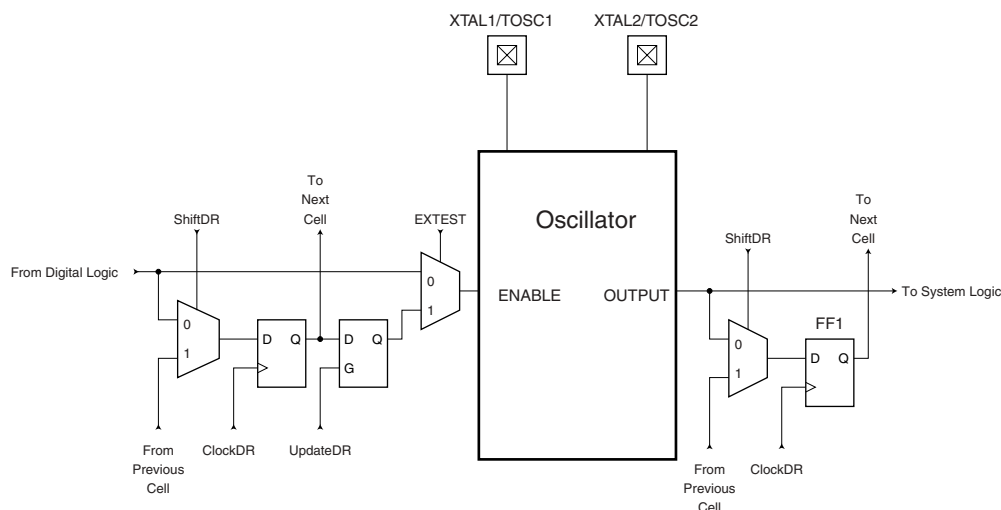 XTAL1/TOSC1
XTAL2/TOSC2
To
Next
Cell
ShiftDR
EXTEST
From Digital Logic
0
1
D Q
D Q
G
0
1
From
Previous
Cell
ClockDR
UpdateDR
Oscillator
ENABLE
OUTPUT
To
Next
Cell
ShiftDR
To System Logic
FF1
0
1
D Q
From
Previous
Cell
ClockDR